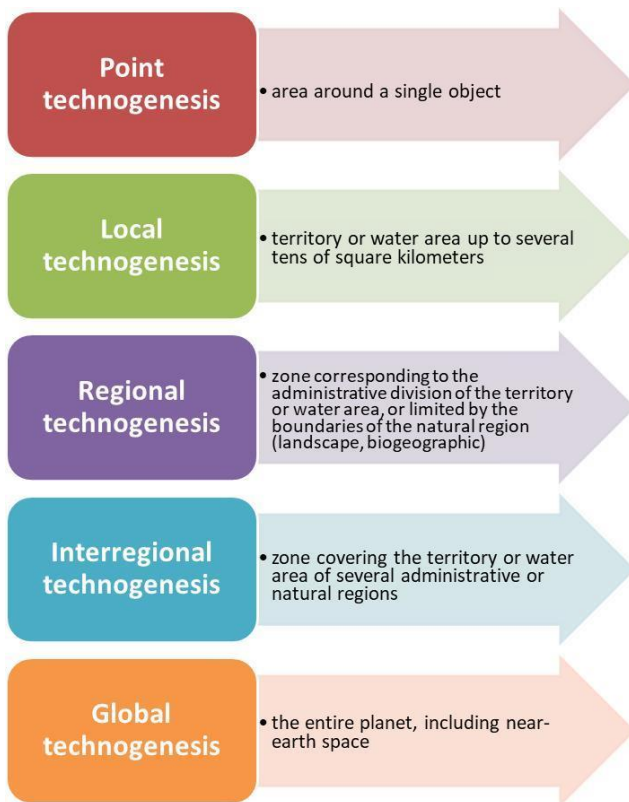 Point
technogenesis
• area around a single object
Local
technogenesis
• territory or water area up to several
tens of square kilometers
Regional
technogenesis
• zone corresponding to the
administrative division of the territory
or water area, or limited by the
boundaries of the natural region
(landscape, biogeographic)
Interregional
technogenesis
• zone covering the territory or water
area of several administrative or
natural regions
Global
technogenesis
• the entire planet, including near-
earth space